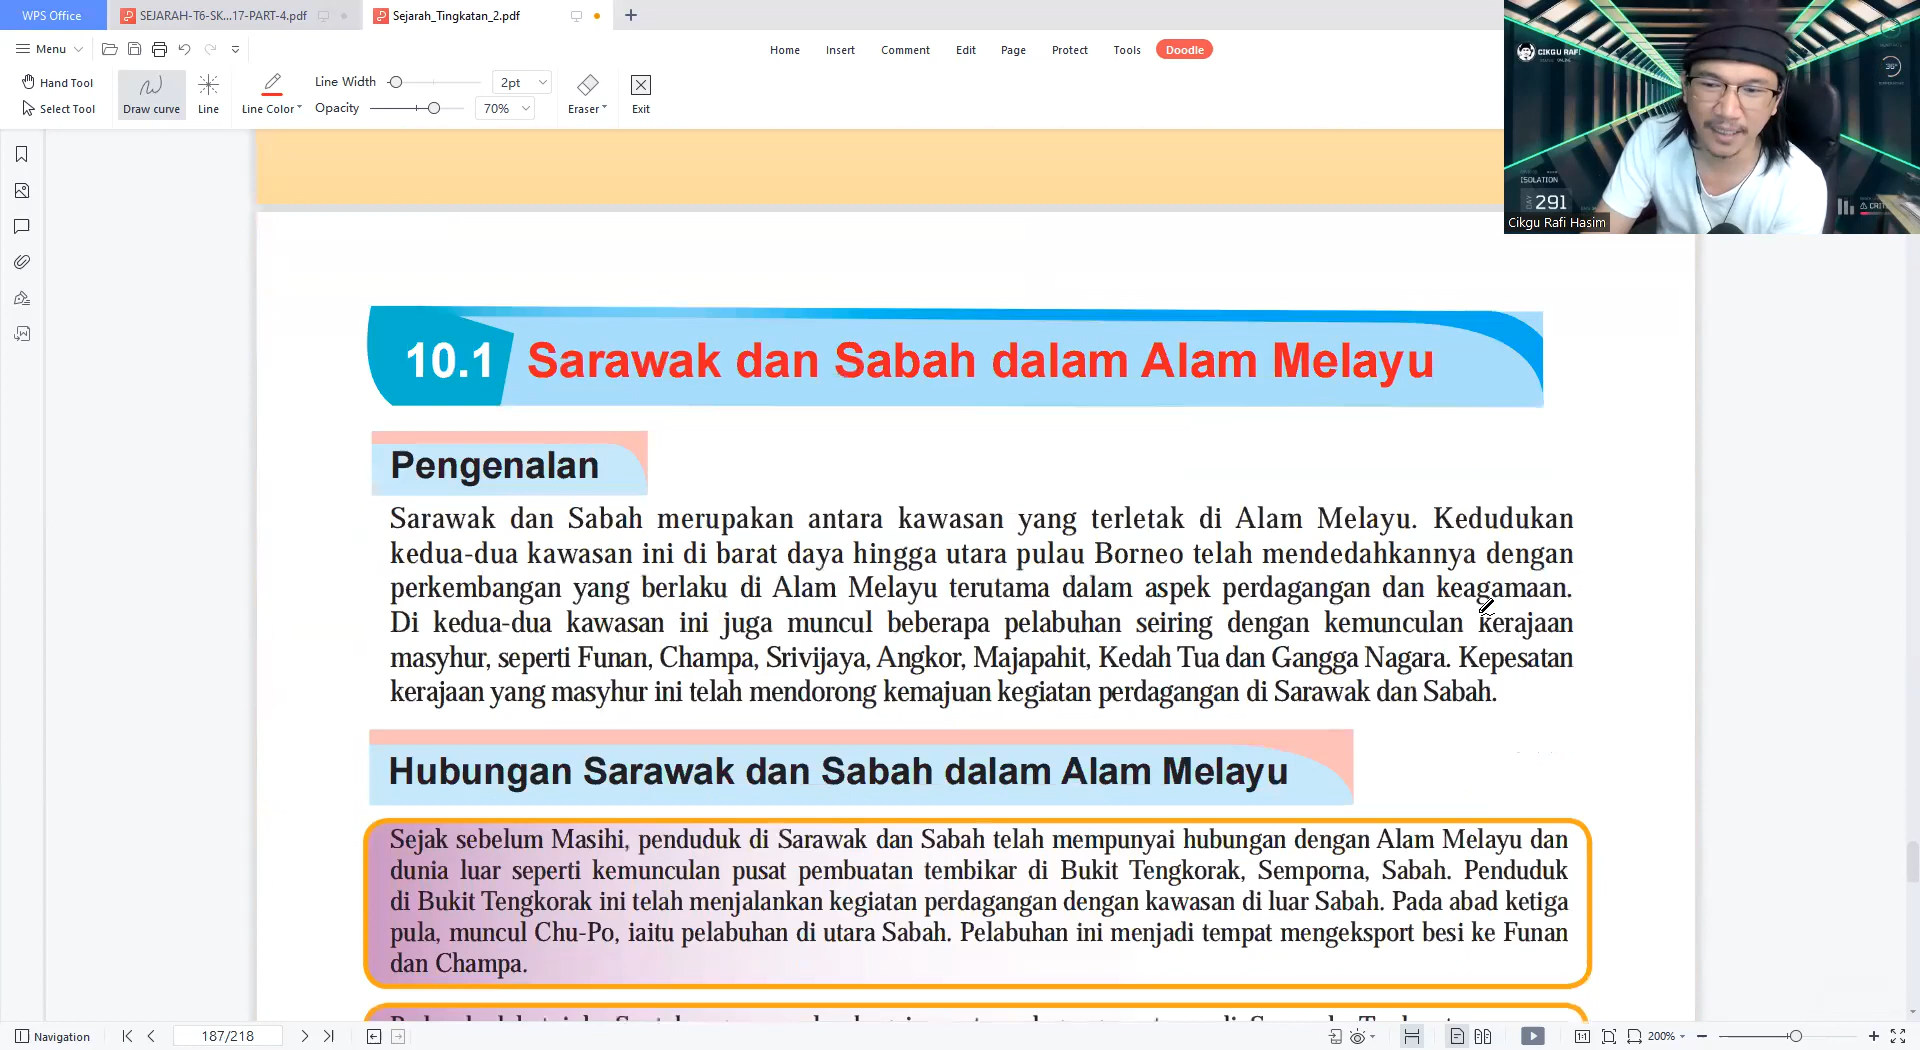 WPS Office
SEJARAH-T6-SK...17-PART-4.pdf
Sejarah_Tingkatan_2.pdf
Menu
Home Insert Comment Edit Page Protect Tools Doodle
Hand Tool
Select Tool
Draw curve
Line
Line Color
Line Width 2pt
Opacity 70%
Eraser
Exit
CIKGU RAFI
36°
ISOLATION
DAY 291
Cikgu Rafi Hasim
10.1 Sarawak dan Sabah dalam Alam Melayu
Pengenalan
Sarawak dan Sabah merupakan antara kawasan yang terletak di Alam Melayu. Kedudukan
kedua-dua kawasan ini di barat daya hingga utara pulau Borneo telah mendedahkannya dengan
perkembangan yang berlaku di Alam Melayu terutama dalam aspek perdagangan dan keagamaan.
Di kedua-dua kawasan ini juga muncul beberapa pelabuhan seiring dengan kemunculan kerajaan
masyhur, seperti Funan, Champa, Srivijaya, Angkor, Majapahit, Kedah Tua dan Gangga Nagara. Kepesatan
kerajaan yang masyhur ini telah mendorong kemajuan kegiatan perdagangan di Sarawak dan Sabah.
Hubungan Sarawak dan Sabah dalam Alam Melayu
Sejak sebelum Masihi, penduduk di Sarawak dan Sabah telah mempunyai hubungan dengan Alam Melayu dan
dunia luar seperti kemunculan pusat pembuatan tembikar di Bukit Tengkorak, Semporna, Sabah. Penduduk
di Bukit Tengkorak ini telah menjalankan kegiatan perdagangan dengan kawasan di luar Sabah. Pada abad ketiga
pula, muncul Chu-Po, iaitu pelabuhan di utara Sabah. Pelabuhan ini menjadi tempat mengeksport besi ke Funan
dan Champa.
Navigation
187/218
200%